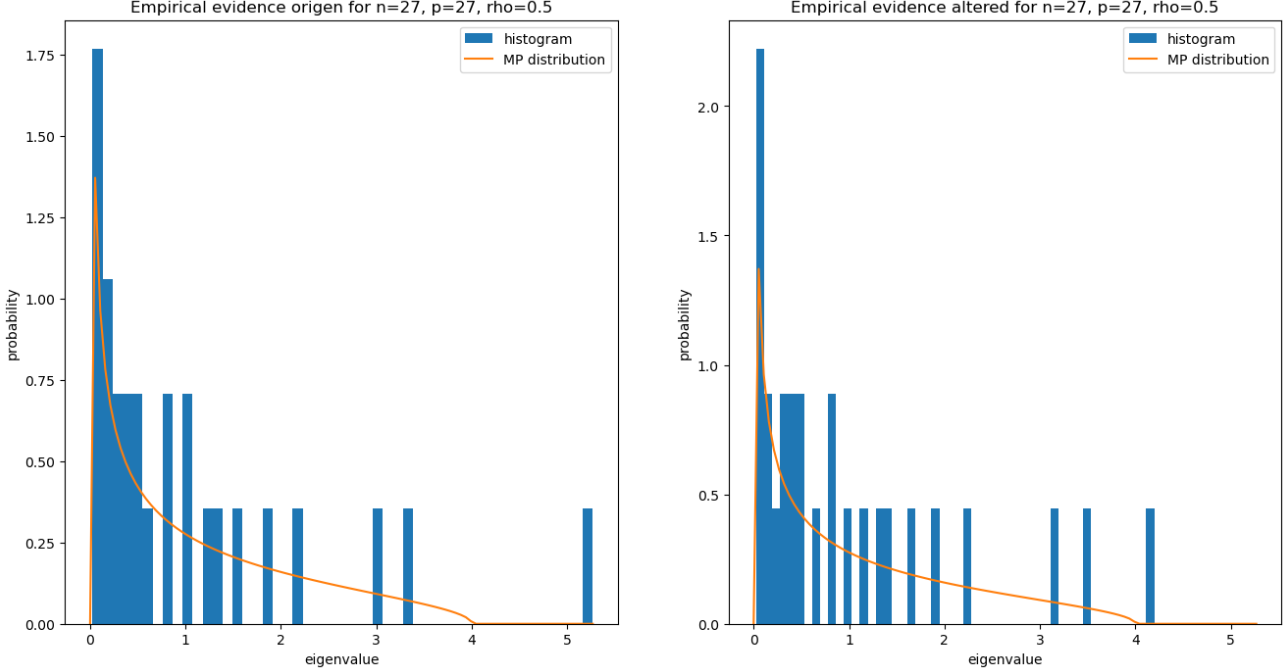 Empirical evidence origen for n=27, p=27, rho=0.5
histogram
MP distribution
1.75
1.50
1.25
1.00
0.75
0.50
0.25
0.00
probability
0
1
2
3
4
5
eigenvalue
Empirical evidence altered for n=27, p=27, rho=0.5
histogram
MP distribution
2.0
1.5
1.0
0.5
0.0
probability
0
1
2
3
4
5
eigenvalue